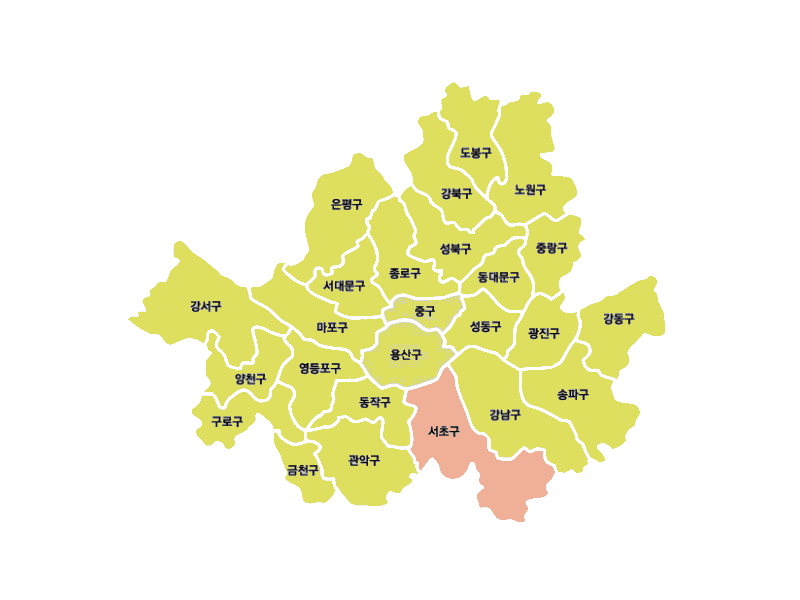 도봉구
노원구
강북구
은평구
성북구
중랑구
종로구
동대문구
서대문구
강서구
중구
강동구
마포구
성동구
광진구
용산구
영등포구
양천구
송파구
동작구
강남구
구로구
서초구
관악구
금천구